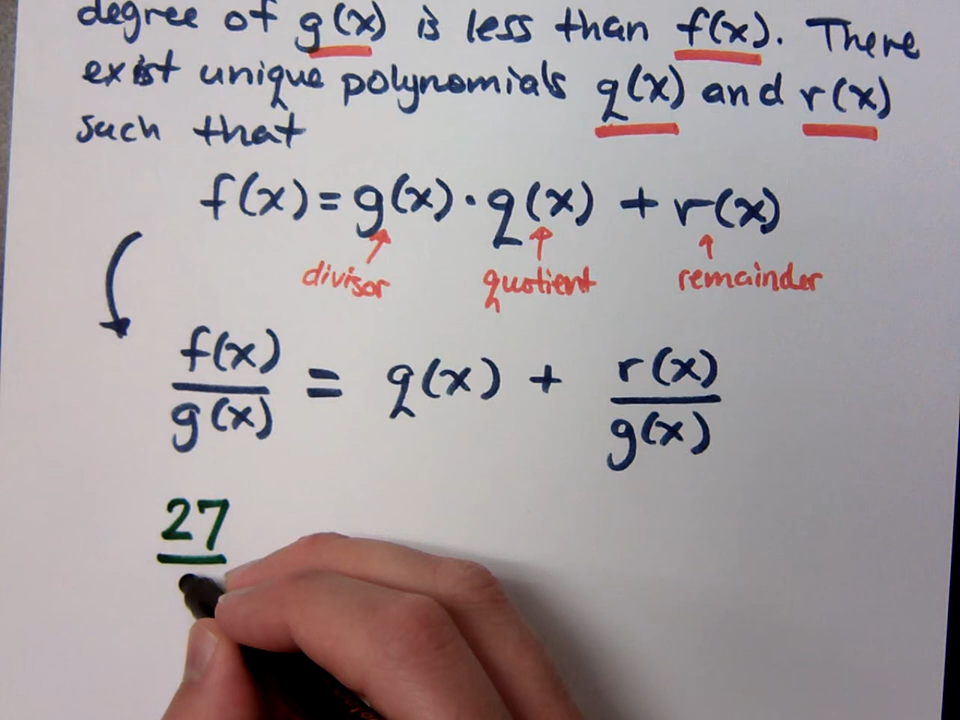 degree of g(x) is less than f(x). There
exist unique polynomials q(x) and r(x)
such that
f(x) = g(x) · q(x) + r(x)
divisor quotient remainder
f(x)/g(x) = q(x) + r(x)/g(x)
27